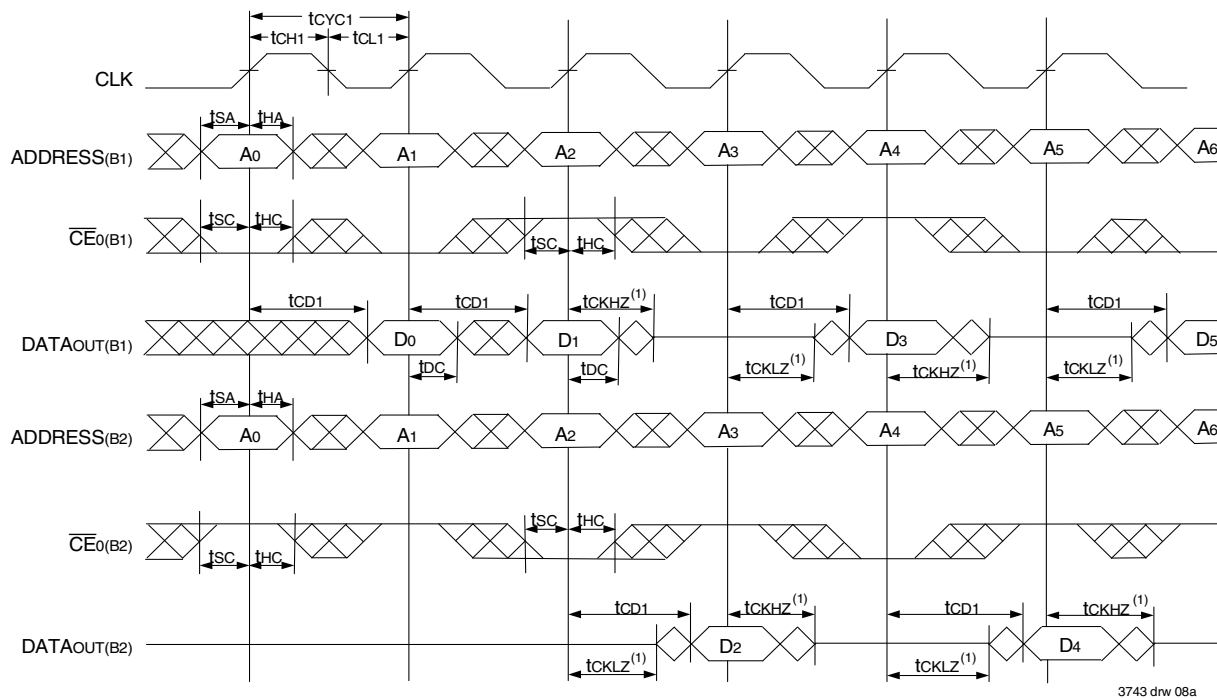 tCYC1
tCH1 tCL1
CLK
tSA tHA
ADDRESS(B1) A0 A1 A2 A3 A4 A5 A6
tSC tHC
CE0(B1) tSC tHC
tCD1 tCD1 tCKHZ(1) tCD1 tCD1
DATAOUT(B1) D0 D1 D3 D5
tDC tDC tCKLZ(1) tCKHZ(1) tCKLZ(1)
tSA tHA
ADDRESS(B2) A0 A1 A2 A3 A4 A5 A6
tSC tHC
CE0(B2)
tSC tHC
tCD1 tCKHZ(1) tCD1 tCKHZ(1)
DATAOUT(B2) D2 D4
tCKLZ(1) tCKLZ(1)
3743 drw 08a